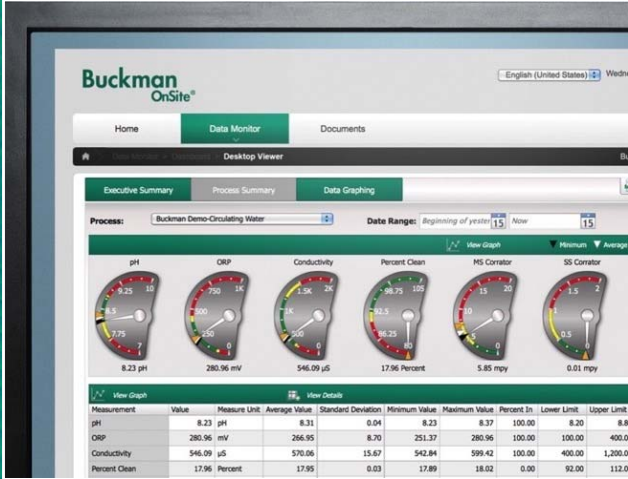 Buckman
OnSite®
English (United States) Wedne
Home Data Monitor Documents
Desktop Viewer Bu
Executive Summary Process Summary Data Graphing
Process: Buckman Demo-Circulating Water Date Range: Beginning of yester 15 Now 15
View Graph Minimum Average
pH ORP Conductivity Percent Clean MS Corrator SS Corrator
9.25 10 750 1K 1.5K 2K 98.75 105 15 20 1.5 2
8.5 500 1K 92.5 10 1
7.75 7 250 0 500 0 86.25 80 5 0 0.5 0
8.23 pH 280.96 mV 546.09 µS 17.96 Percent 5.85 mpy 0.01 mpy
View Graph View Details
Measurement Value Measure Unit Average Value Standard Deviation Minimum Value Maximum Value Percent In Lower Limit Upper Limit
pH 8.23 pH 8.31 0.04 8.23 8.37 100.00 8.20 8.8
ORP 280.96 mV 266.95 8.70 251.37 280.96 100.00 100.00 400.0
Conductivity 546.09 µS 570.06 15.67 542.84 599.42 100.00 400.00 1,200.0
Percent Clean 17.96 Percent 17.95 0.03 17.89 18.02 0.00 92.00 112.0